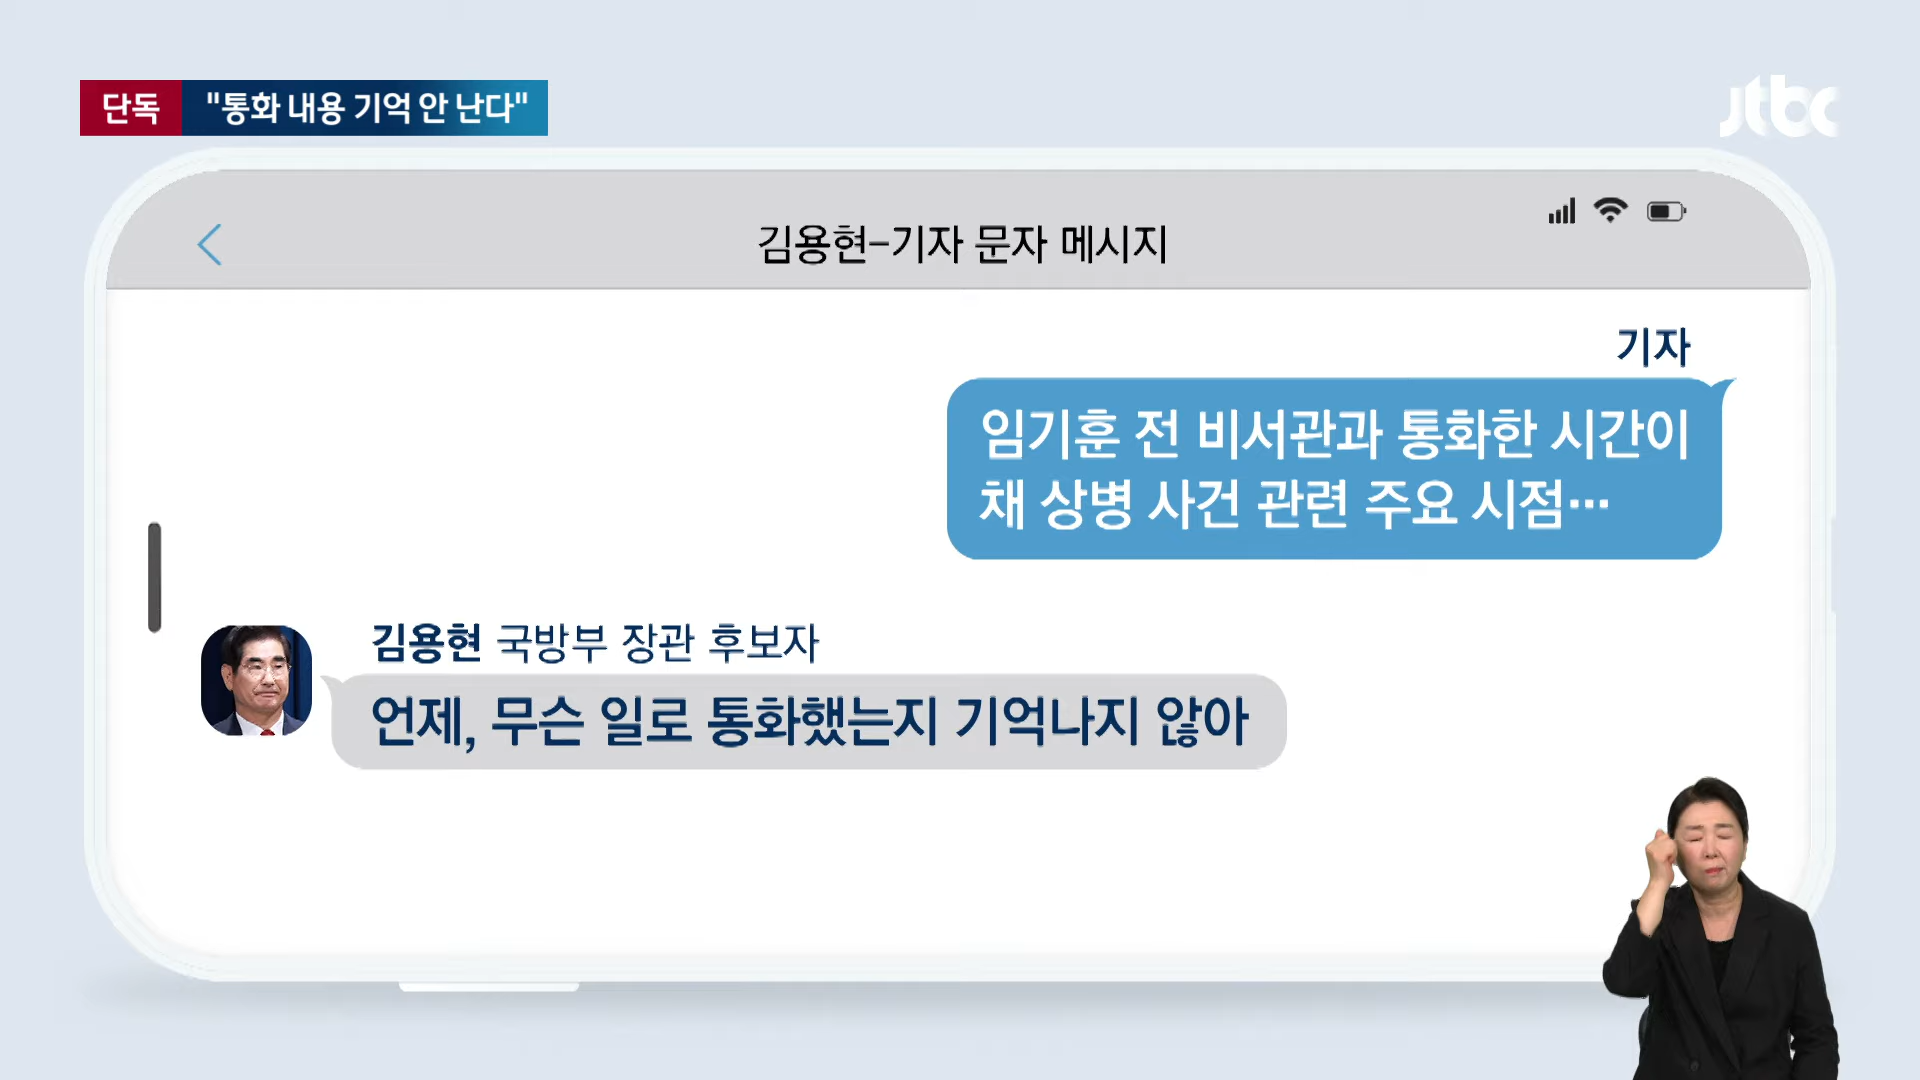 단독 "통화 내용 기억 안 난다"
jtbc
김용현-기자 문자 메시지
기자
임기훈 전 비서관과 통화한 시간이
채 상병 사건 관련 주요 시점…
김용현 국방부 장관 후보자
언제, 무슨 일로 통화했는지 기억나지 않아